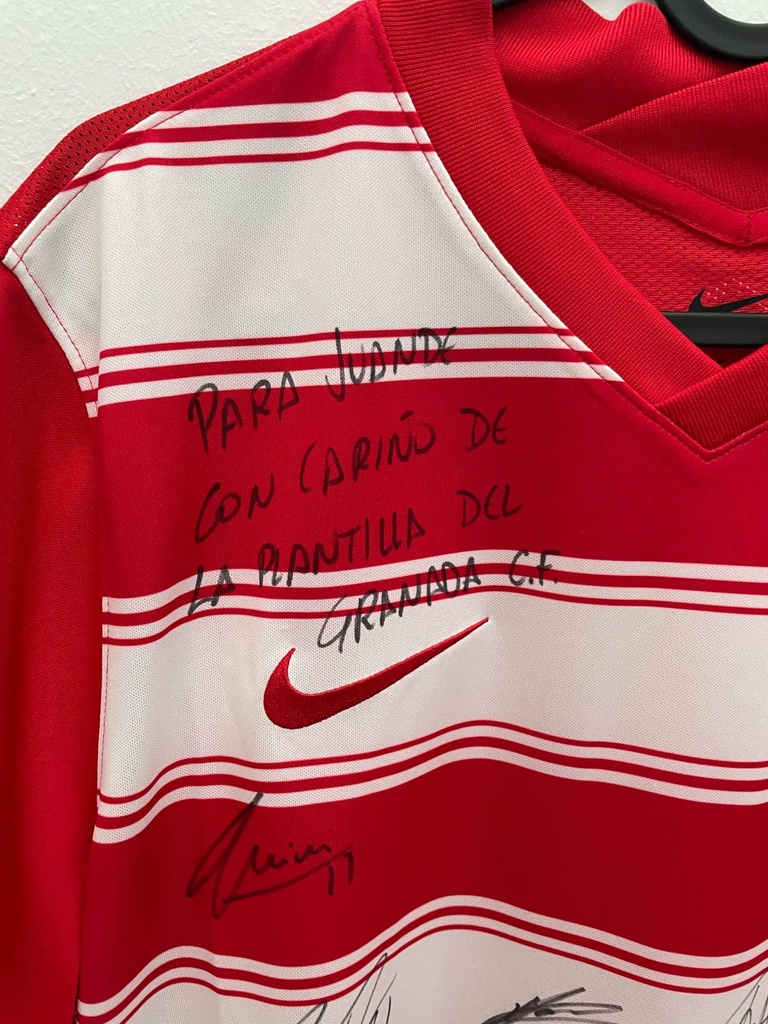 PARA JUANDE
CON CARIÑO DE
LA PLANTILLA DEL
GRANADA C.F.